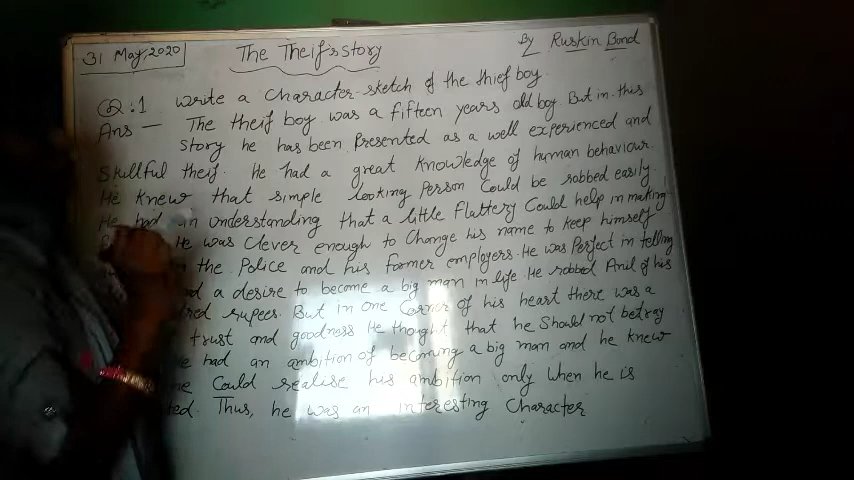 31 May, 2020
The Theif's story
By Ruskin Bond
Q:1 write a character-sketch of the thief boy.
Ans - The theif boy was a fifteen years old boy. But in this
story he has been presented as a well experienced and
Skillful theif. He had a great knowledge of human behaviour.
He knew that simple looking person could be robbed easily.
He had an understanding that a little flattery could help in making
He was clever enough to change his name to keep himself
the Police and his former employers. He was perfect in telling
a desire to become a big man in life. He robbed Anil of his
rupees. But in one corner of his heart there was a
trust and goodness He thought that he should not betray
had an ambition of becoming a big man and he knew
could realise his ambition only when he is
Thus, he was an interesting character